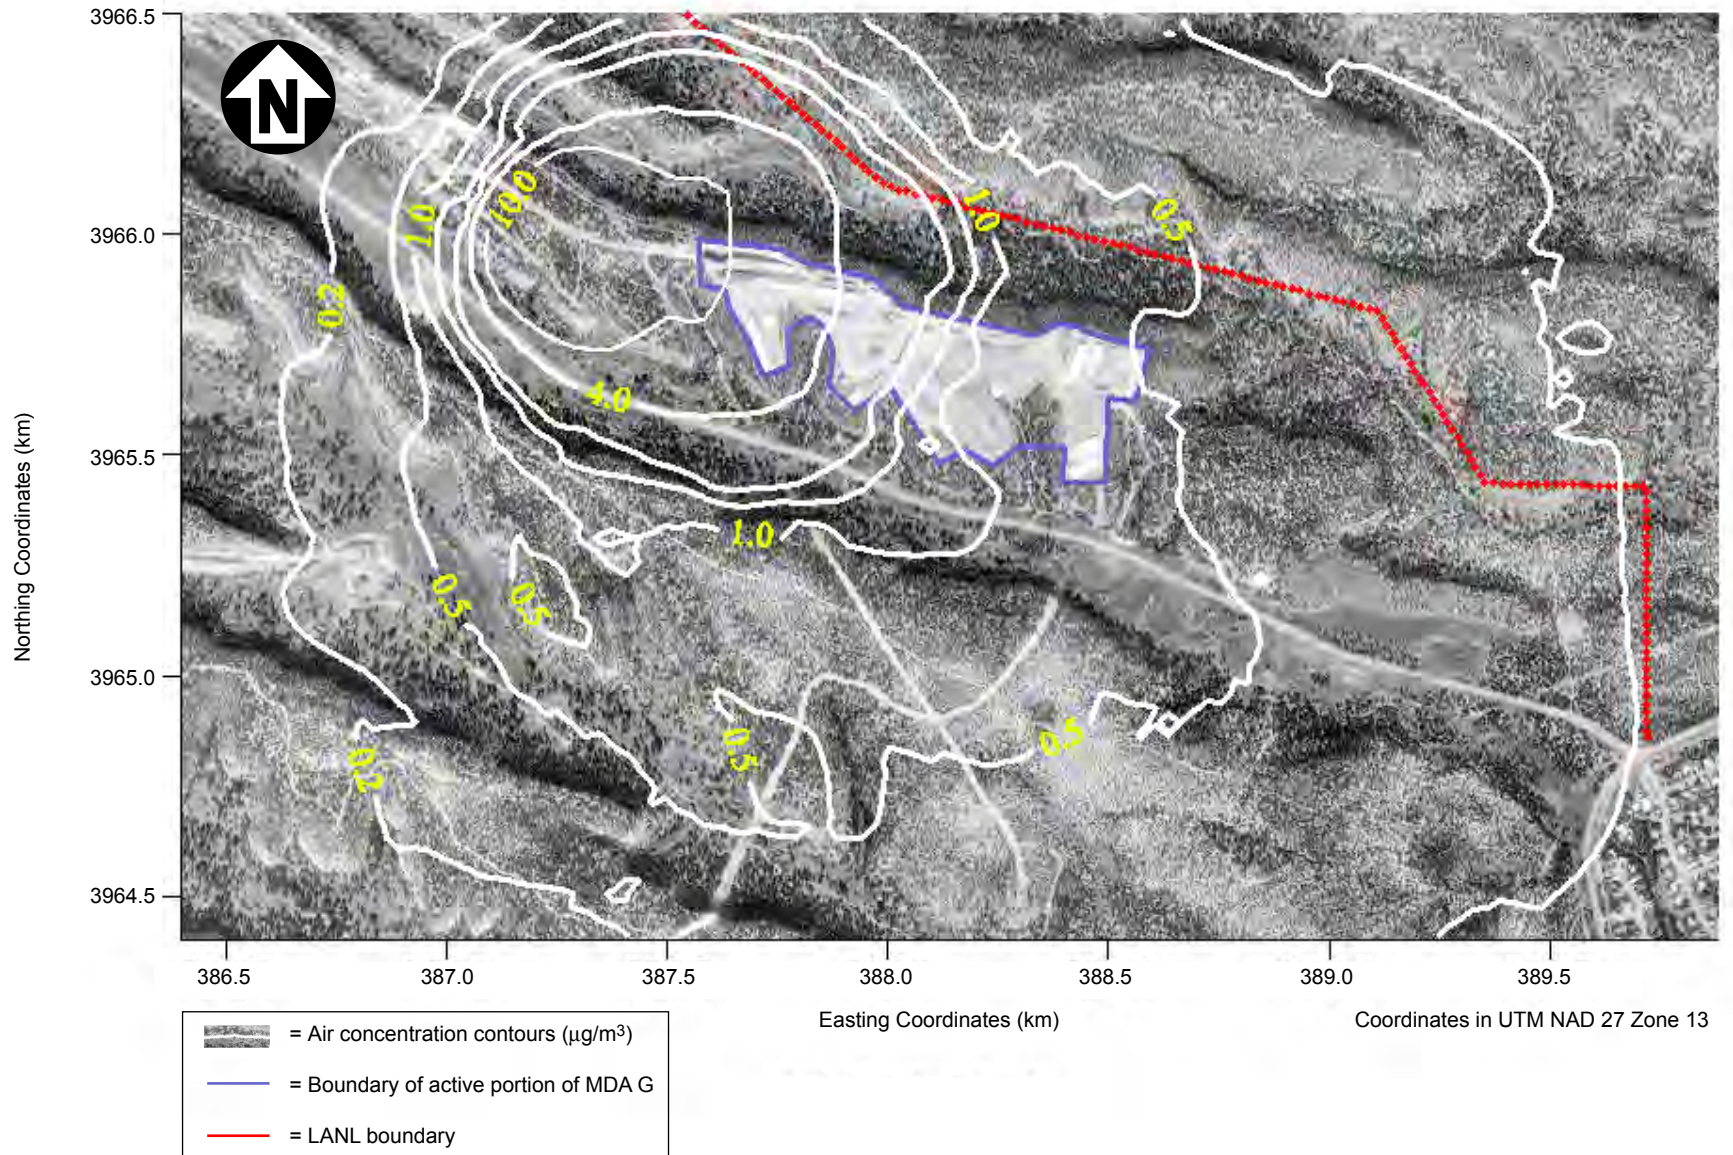 3966.5
N
10.0
1.0
1.0
0.5
3966.0
0.2
4.0
3965.5
Northing Coordinates (km)
1.0
0.5
0.5
3965.0
0.5
0.5
0.2
3964.5
386.5 387.0 387.5 388.0 388.5 389.0 389.5
Easting Coordinates (km)
Coordinates in UTM NAD 27 Zone 13
= Air concentration contours (μg/m³)
= Boundary of active portion of MDA G
= LANL boundary